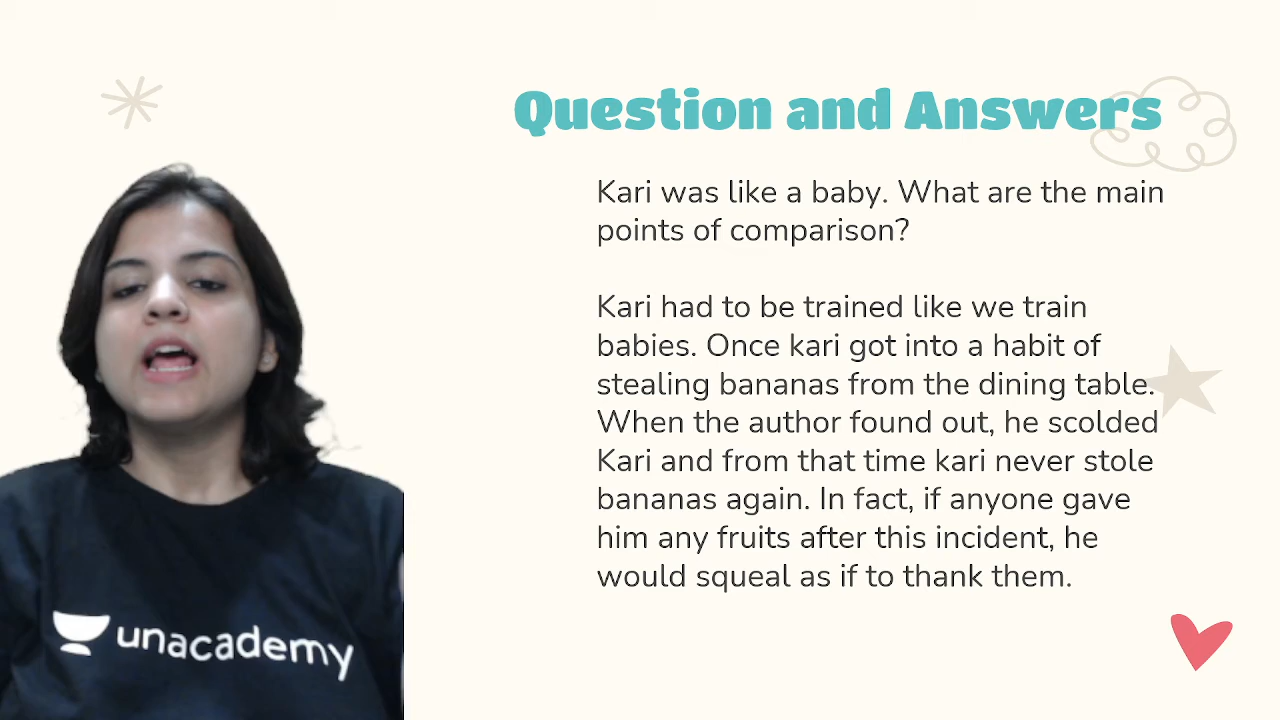 Question and Answers
Kari was like a baby. What are the main
points of comparison?
Kari had to be trained like we train
babies. Once kari got into a habit of
stealing bananas from the dining table.
When the author found out, he scolded
Kari and from that time kari never stole
bananas again. In fact, if anyone gave
him any fruits after this incident, he
would squeal as if to thank them.
unacademy